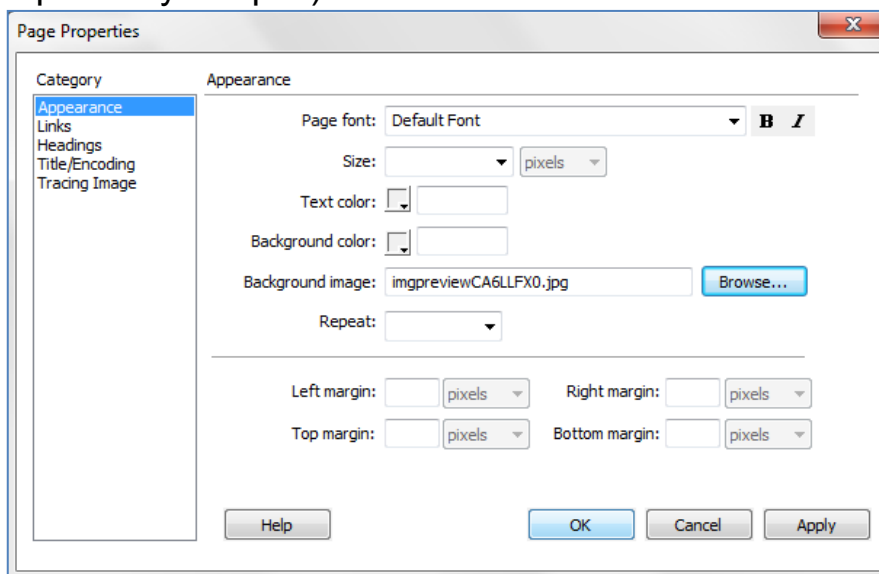 Page Properties
Category
Appearance
Links
Headings
Title/Encoding
Tracing Image
Appearance
Page font: Default Font B I
Size: pixels
Text color:
Background color:
Background image: imgpreviewCA6LLFX0.jpg Browse...
Repeat:
Left margin: pixels Right margin: pixels
Top margin: pixels Bottom margin: pixels
Help OK Cancel Apply